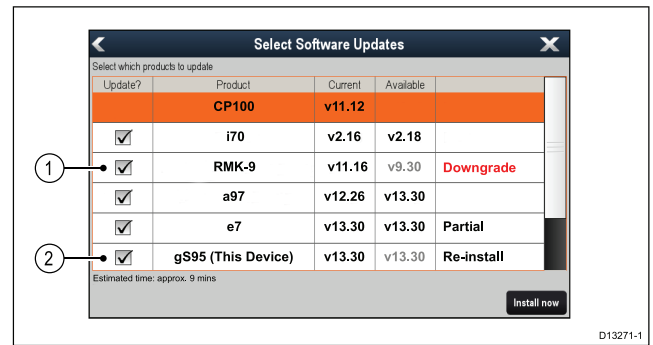 Select Software Updates
Select which products to update
Update? Product Current Available
CP100 v11.12
i70 v2.16 v2.18
1 RMK-9 v11.16 v9.30 Downgrade
a97 v12.26 v13.30
e7 v13.30 v13.30 Partial
2 gS95 (This Device) v13.30 v13.30 Re-install
Estimated time: approx. 9 mins
Install now
D13271-1